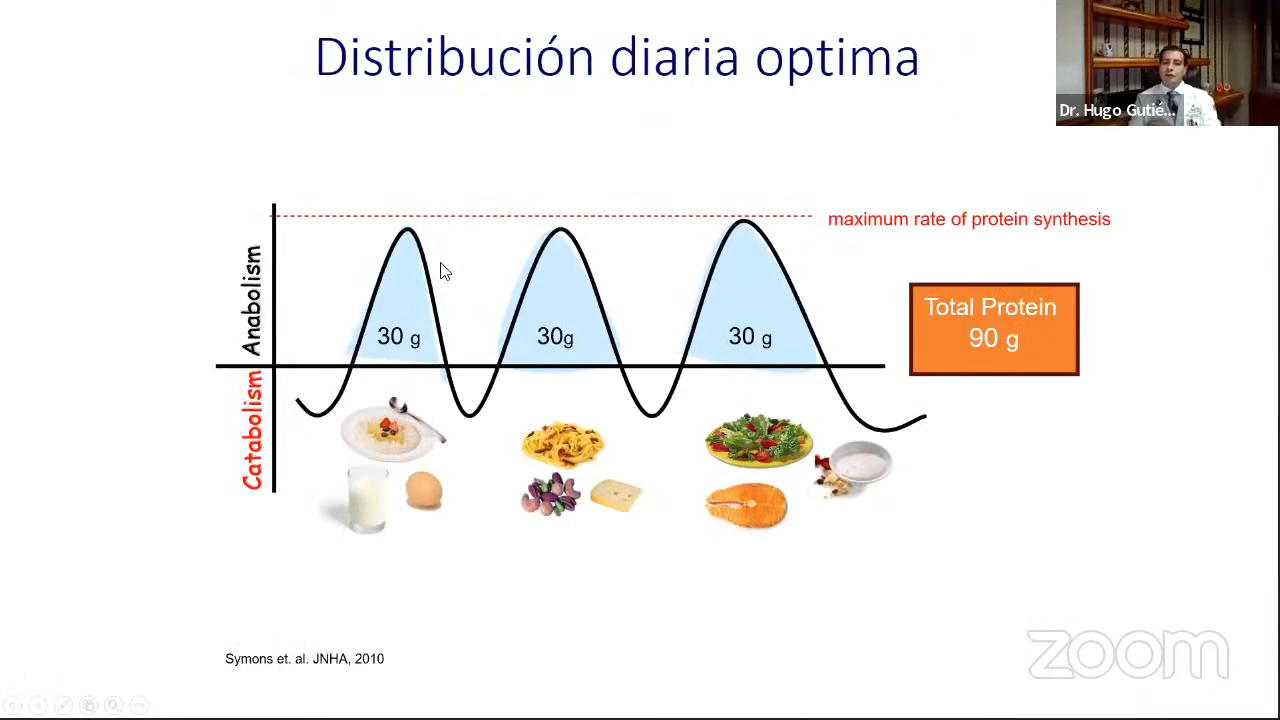 Distribución diaria optima
Dr. Hugo Gutié...
maximum rate of protein synthesis
Anabolism
Catabolism
30 g
30g
30 g
Total Protein
90 g
Symons et. al. JNHA, 2010
zoom